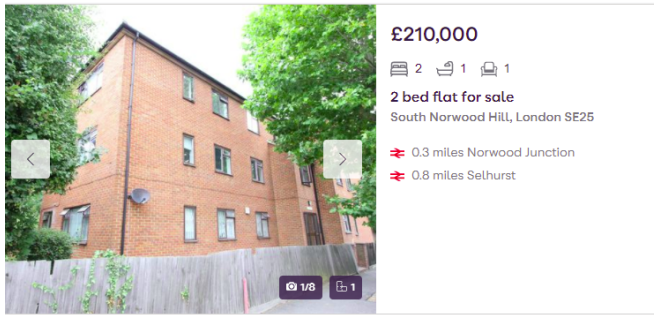 £210,000
2 1 1
2 bed flat for sale
South Norwood Hill, London SE25
0.3 miles Norwood Junction
0.8 miles Selhurst
1/8 1